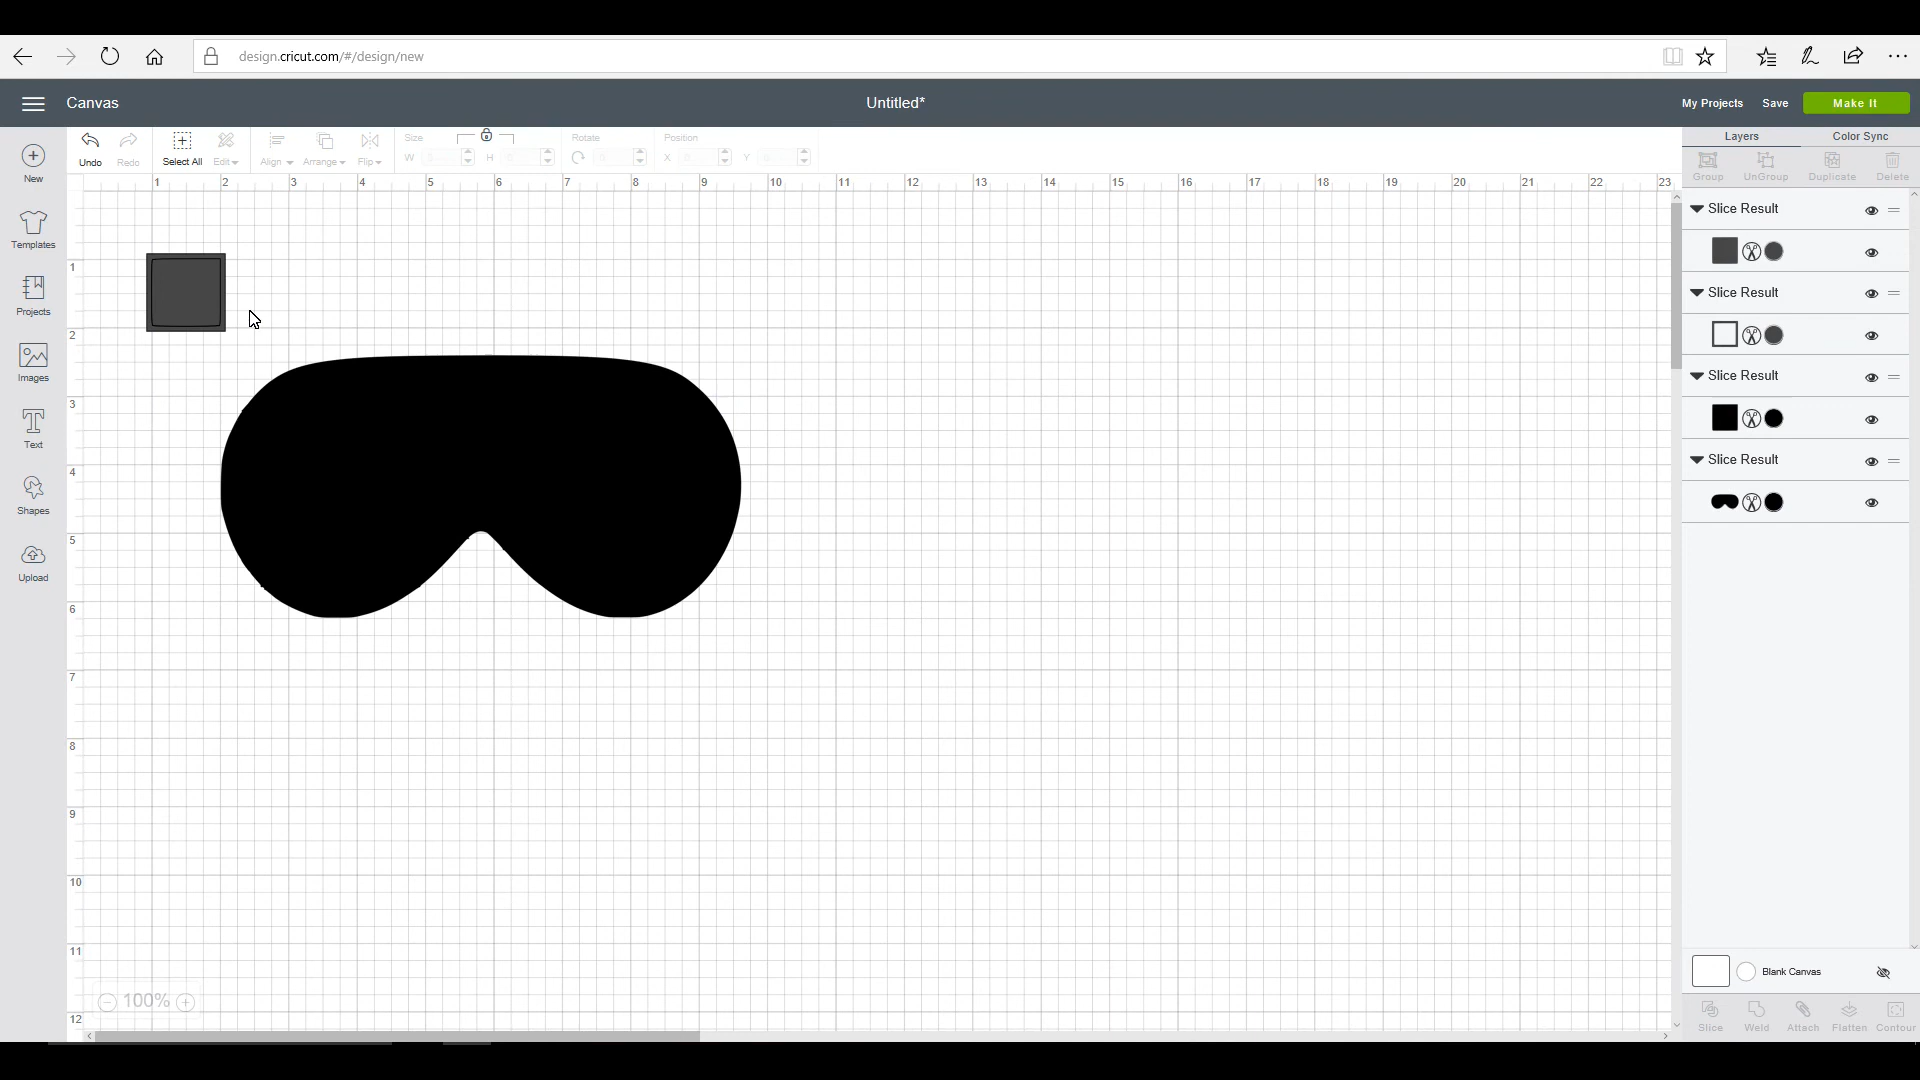 design.cricut.com/#/design/new
Canvas
Untitled*
My Projects Save Make It
Undo Redo Select All Edit Align Arrange Flip Size W H Rotate Position X Y
Layers Color Sync
Group UnGroup Duplicate Delete
1 2 3 4 5 6 7 8 9 10 11 12 13 14 15 16 17 18 19 20 21 22 23
1
2
3
4
5
6
7
8
9
10
11
12
New
Templates
Projects
Images
Text
Shapes
Upload
Slice Result
Slice Result
Slice Result
Slice Result
Blank Canvas
100%
Slice Weld Attach Flatten Contour